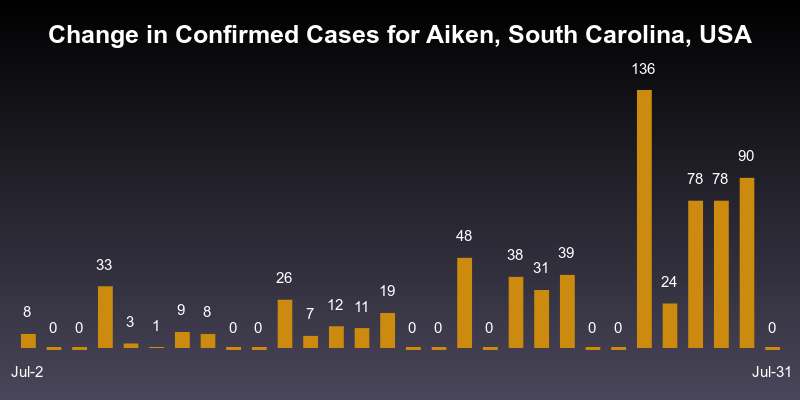 Change in Confirmed Cases for Aiken, South Carolina, USA
8 0 0 33 3 1 9 8 0 0 26 7 12 11 19 0 0 48 0 38 31 39 0 0 136 24 78 78 90 0
Jul-2 Jul-31